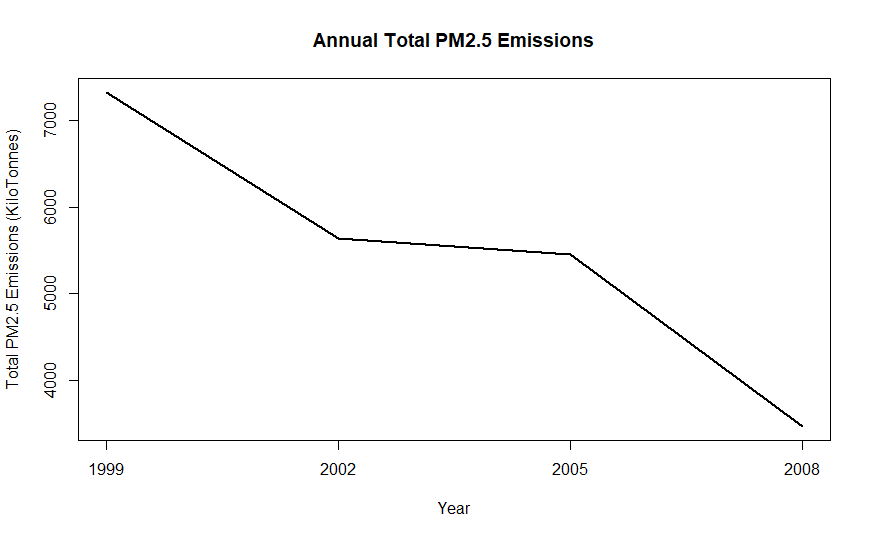 Annual Total PM2.5 Emissions
Total PM2.5 Emissions (KiloTonnes)
7000
6000
5000
4000
1999 2002 2005 2008
Year